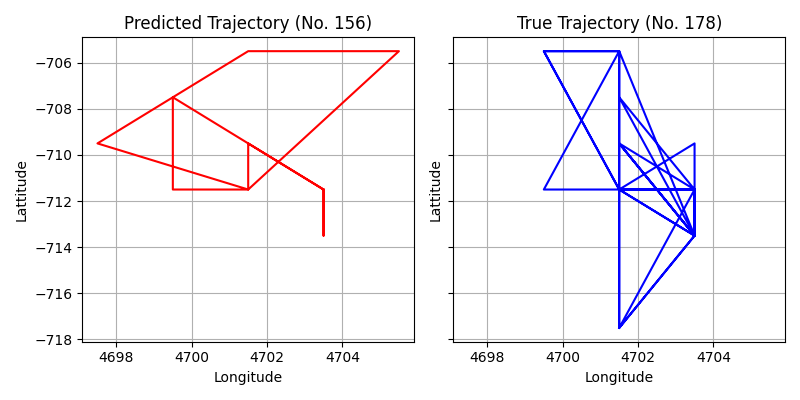 Predicted Trajectory (No. 156)
True Trajectory (No. 178)
−706
−708
−710
−712
−714
−716
−718
Lattitude
Lattitude
4698
4700
4702
4704
4698
4700
4702
4704
Longitude
Longitude